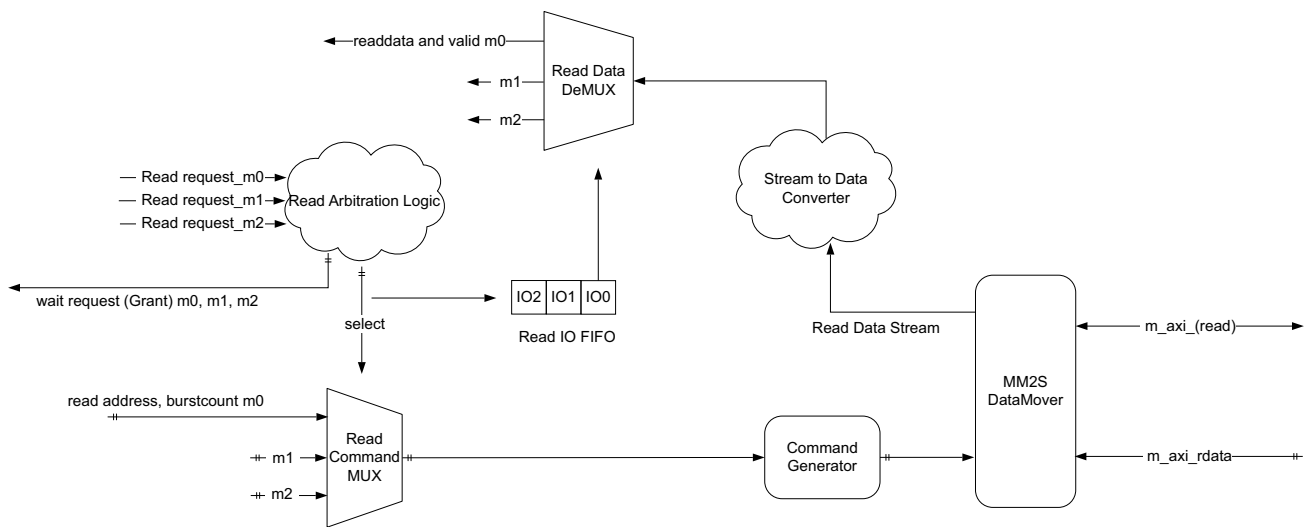 readdata and valid m0
Read Data
DeMUX
m1
m2
Read request_m0
Read request_m1
Read request_m2
Read Arbitration Logic
Stream to Data
Converter
wait request (Grant) m0, m1, m2
select
IO2 IO1 IO0
Read IO FIFO
Read Data Stream
m_axi_(read)
MM2S
DataMover
read address, burstcount m0
m1
m2
Read
Command
MUX
Command
Generator
m_axi_rdata